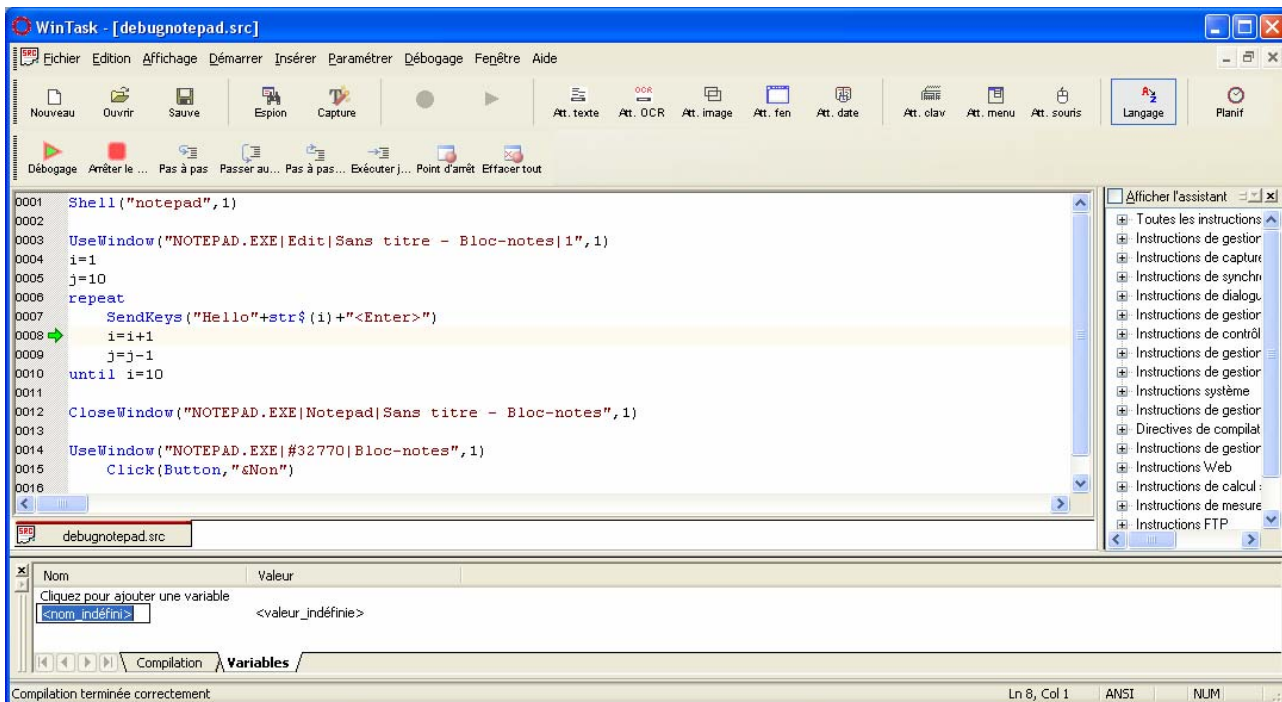 WinTask - [debugnotepad.src]
Fichier Edition Affichage Démarrer Insérer Paramétrer Débogage Fenêtre Aide
Nouveau Ouvrir Sauve Espion Capture Att. texte Att. OCR Att. image Att. fen Att. date Att. clav Att. menu Att. souris Langage Planif
Débogage Arrêter le ... Pas à pas Passer au... Pas à pas... Exécuter j... Point d'arrêt Effacer tout
0001 Shell("notepad",1)
0002
0003 UseWindow("NOTEPAD.EXE|Edit|Sans titre - Bloc-notes|1",1)
0004 i=1
0005 j=10
0006 repeat
0007 SendKeys("Hello"+str$(i)+"<Enter>")
0008 i=i+1
0009 j=j-1
0010 until i=10
0011
0012 CloseWindow("NOTEPAD.EXE|Notepad|Sans titre - Bloc-notes",1)
0013
0014 UseWindow("NOTEPAD.EXE|#32770|Bloc-notes",1)
0015 Click(Button,"&Non")
0016
Afficher l'assistant
Toutes les instructions
Instructions de gestior
Instructions de capture
Instructions de synchr
Instructions de dialogu
Instructions de gestior
Instructions de contrôl
Instructions de gestior
Instructions de gestior
Instructions système
Instructions de gestior
Directives de compilat
Instructions de gestior
Instructions Web
Instructions de calcul
Instructions de mesure
Instructions FTP
debugnotepad.src
Nom Valeur
Cliquez pour ajouter une variable
<nom_indéfini> <valeur_indéfinie>
Compilation Variables
Compilation terminée correctement Ln 8, Col 1 ANSI NUM